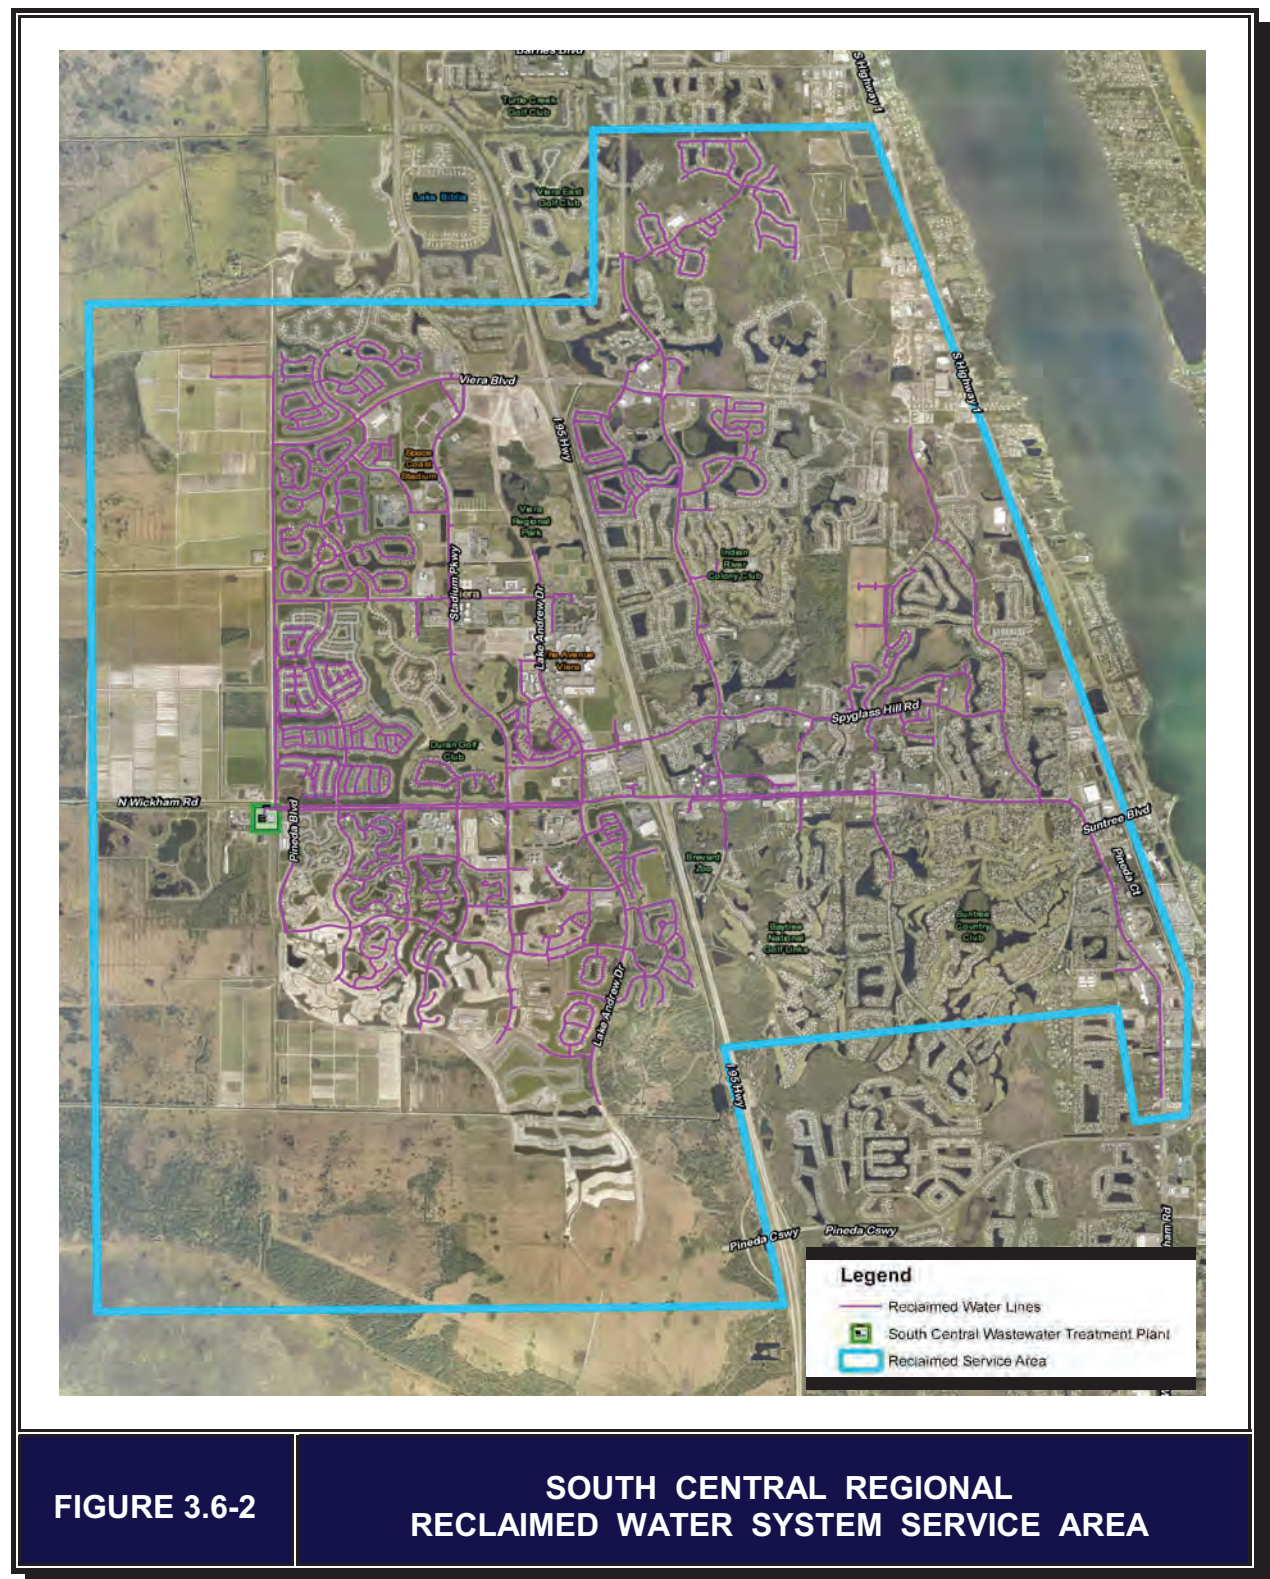 Barnes Blvd
S Highway 1
Turtle Creek
Golf Club
Viera East
Golf Club
S Highway 1
Viera Blvd
I 95 Hwy
Space
Coast
Stadium
Viera
Regional
Park
Indian
River
Colony Club
Stadium Pkwy
Viera
Lake Andrew Dr
The Avenue
Viera
Spyglass Hill Rd
Duran Golf
Club
N Wickham Rd
Pineda Blvd
Suntree Blvd
Pineda Ct
Brevard
Zoo
Suntree
Country
Club
Baytree
National
Golf Links
Lake Andrew Dr
I 95 Hwy
Pineda Cswy
Pineda Cswy
ham Rd
Legend
Reclaimed Water Lines
South Central Wastewater Treatment Plant
Reclaimed Service Area
FIGURE 3.6-2
SOUTH CENTRAL REGIONAL
RECLAIMED WATER SYSTEM SERVICE AREA